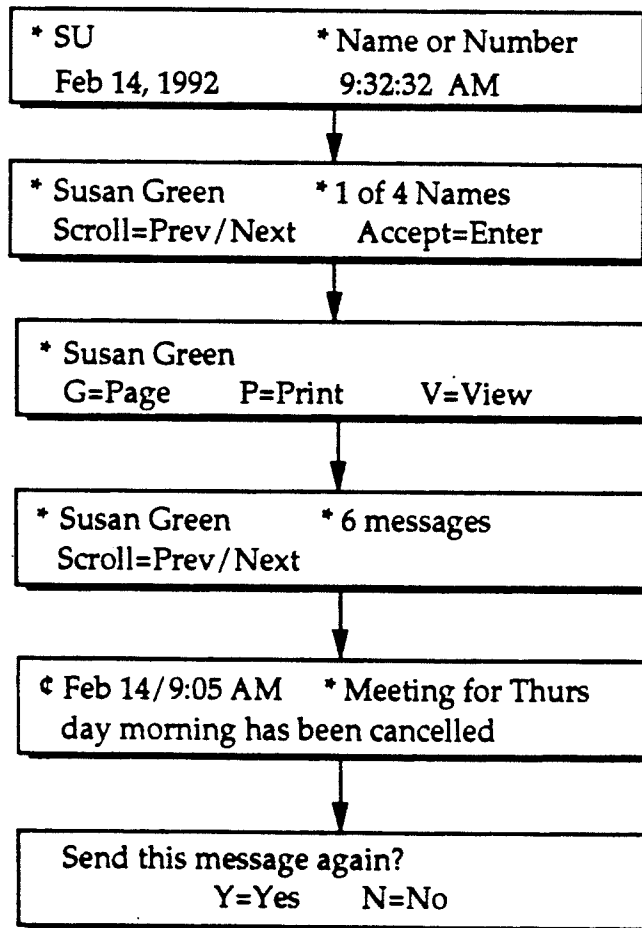 * SU * Name or Number
Feb 14, 1992 9:32:32 AM
* Susan Green * 1 of 4 Names
Scroll=Prev/Next Accept=Enter
* Susan Green
G=Page P=Print V=View
* Susan Green * 6 messages
Scroll=Prev/Next
¢ Feb 14/9:05 AM * Meeting for Thurs
day morning has been cancelled
Send this message again?
Y=Yes N=No